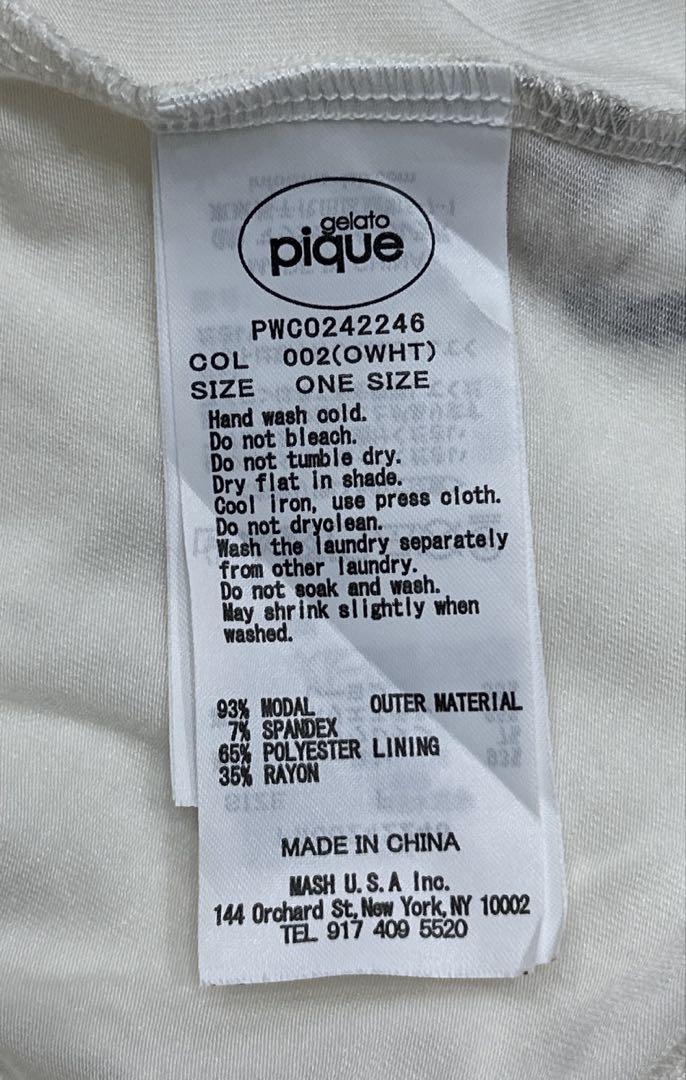 gelato
pique
PWCO242246
COL 002(OWHT)
SIZE ONE SIZE
Hand wash cold.
Do not bleach.
Do not tumble dry.
Dry flat in shade.
Cool iron, use press cloth.
Do not dryclean.
Wash the laundry separately
from other laundry.
Do not soak and wash.
May shrink slightly when
washed.
93% MODAL OUTER MATERIAL
7% SPANDEX
65% POLYESTER LINING
35% RAYON
MADE IN CHINA
MASH U.S.A Inc.
144 Orchard St, New York, NY 10002
TEL 917 409 5520